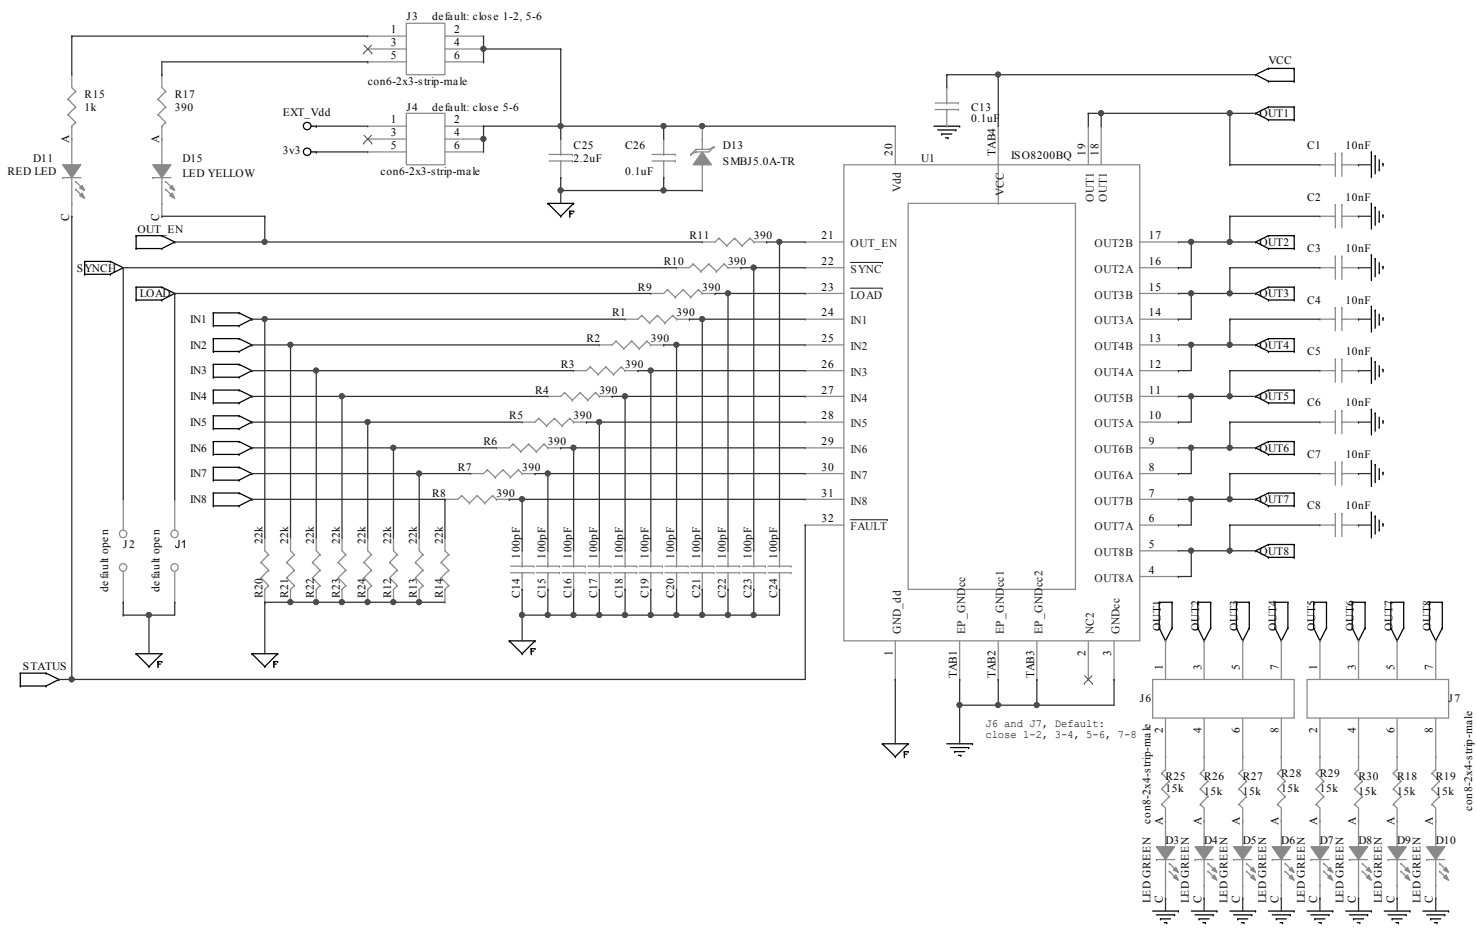 J3 default: close 1-2, 5-6
1 2
3 4
5 6
con6-2x3-strip-male
R15
1k
R17
390
A
A
D11
RED LED
D15
LED YELLOW
C
C
EXT_Vdd
3v3
J4 default: close 5-6
1 2
3 4
5 6
con6-2x3-strip-male
C25
2.2uF
C26
0.1uF
D13
SMBJ5.0A-TR
F
VCC
C13
0.1uF
TAB4
20
19
18
U1
ISO8200BQ
Vdd
VCC
OUT1
OUT1
OUT1
C1 10nF
C2 10nF
C3 10nF
C4 10nF
C5 10nF
C6 10nF
C7 10nF
C8 10nF
OUT_EN
SYNCH
LOAD
IN1
IN2
IN3
IN4
IN5
IN6
IN7
IN8
R11 390
R10 390
R9 390
R1 390
R2 390
R3 390
R4 390
R5 390
R6 390
R7 390
R8 390
21 OUT_EN
22 SYNC
23 LOAD
24 IN1
25 IN2
26 IN3
27 IN4
28 IN5
29 IN6
30 IN7
31 IN8
32 FAULT
OUT2B 17
OUT2A 16
OUT3B 15
OUT3A 14
OUT4B 13
OUT4A 12
OUT5B 11
OUT5A 10
OUT6B 9
OUT6A 8
OUT7B 7
OUT7A 6
OUT8B 5
OUT8A 4
OUT2
OUT3
OUT4
OUT5
OUT6
OUT7
OUT8
default open
J2
default open
J1
F
22k
22k
22k
22k
22k
22k
22k
22k
R20
R21
R22
R23
R24
R12
R13
R14
F
100pF
100pF
100pF
100pF
100pF
100pF
100pF
100pF
100pF
100pF
100pF
C14
C15
C16
C17
C18
C19
C20
C21
C22
C23
C24
F
STATUS
GND_dd
EP_GNDcc
EP_GNDcc1
EP_GNDcc2
NC2
GNDcc
1
TAB1
TAB2
TAB3
2
3
F
J6 and J7, Default:
close 1-2, 3-4, 5-6, 7-8
OUT1
OUT2
OUT3
OUT4
OUT5
OUT6
OUT7
OUT8
1
3
5
7
1
3
5
7
J6
J7
2
4
6
8
2
4
6
8
con8-2x4-strip-male
con8-2x4-strip-male
R25
15k
R26
15k
R27
15k
R28
15k
R29
15k
R30
15k
R18
15k
R19
15k
A
A
A
A
A
A
A
A
D3
D4
D5
D6
D7
D8
D9
D10
LED GREEN
LED GREEN
LED GREEN
LED GREEN
LED GREEN
LED GREEN
LED GREEN
LED GREEN
C
C
C
C
C
C
C
C